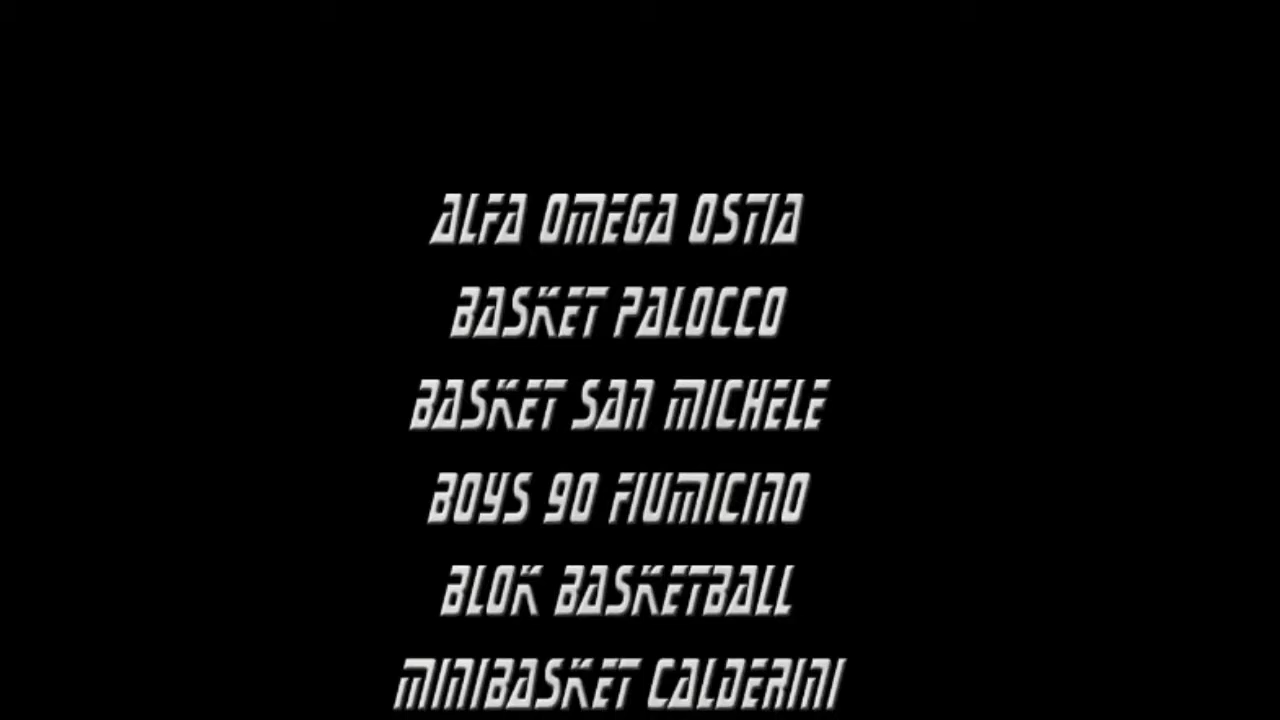 ALFA OMEGA OSTIA
BASKET PALOCCO
BASKET SAN MICHELE
BOYS 90 FIUMICINO
BLOK BASKETBALL
MINIBASKET CALDERINI